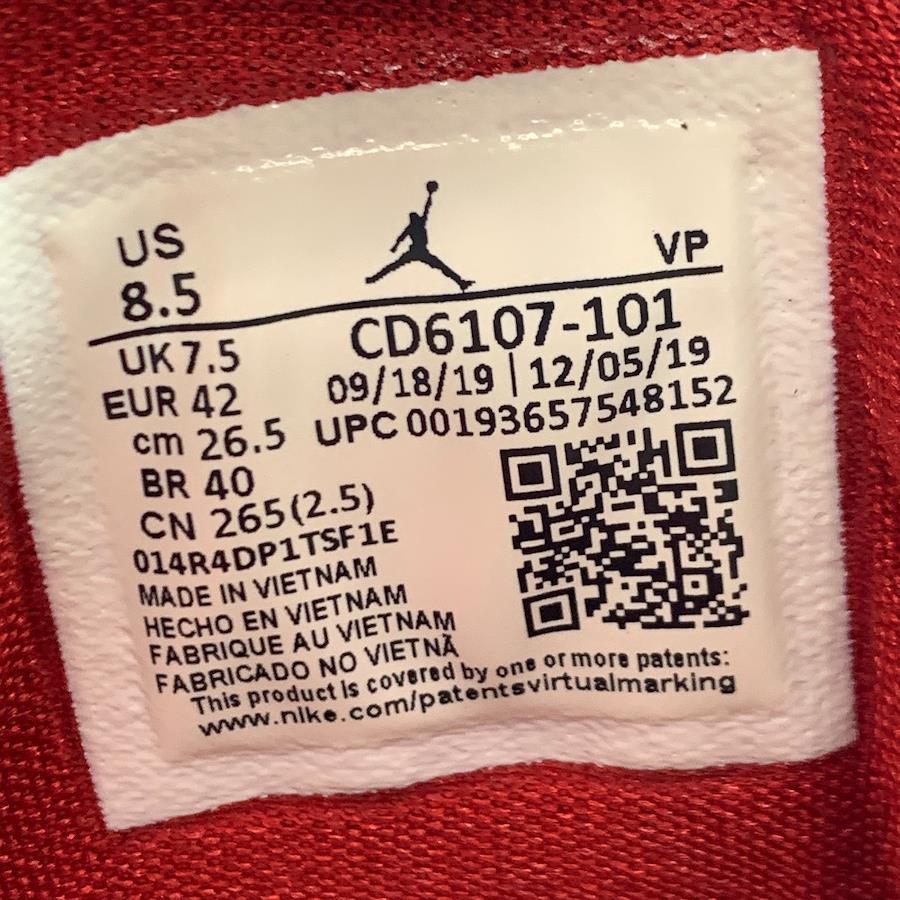 US
VP
8.5
CD6107-101
UK 7.5
09/18/19 | 12/05/19
EUR 42
UPC 00193657548152
cm 26.5
BR 40
CN 265(2.5)
014R4DP1TSF1E
MADE IN VIETNAM
HECHO EN VIETNAM
FABRIQUE AU VIETNAM
FABRICADO NO VIETNÃ
This product is covered by one or more patents:
www.nike.com/patentsvirtualmarking